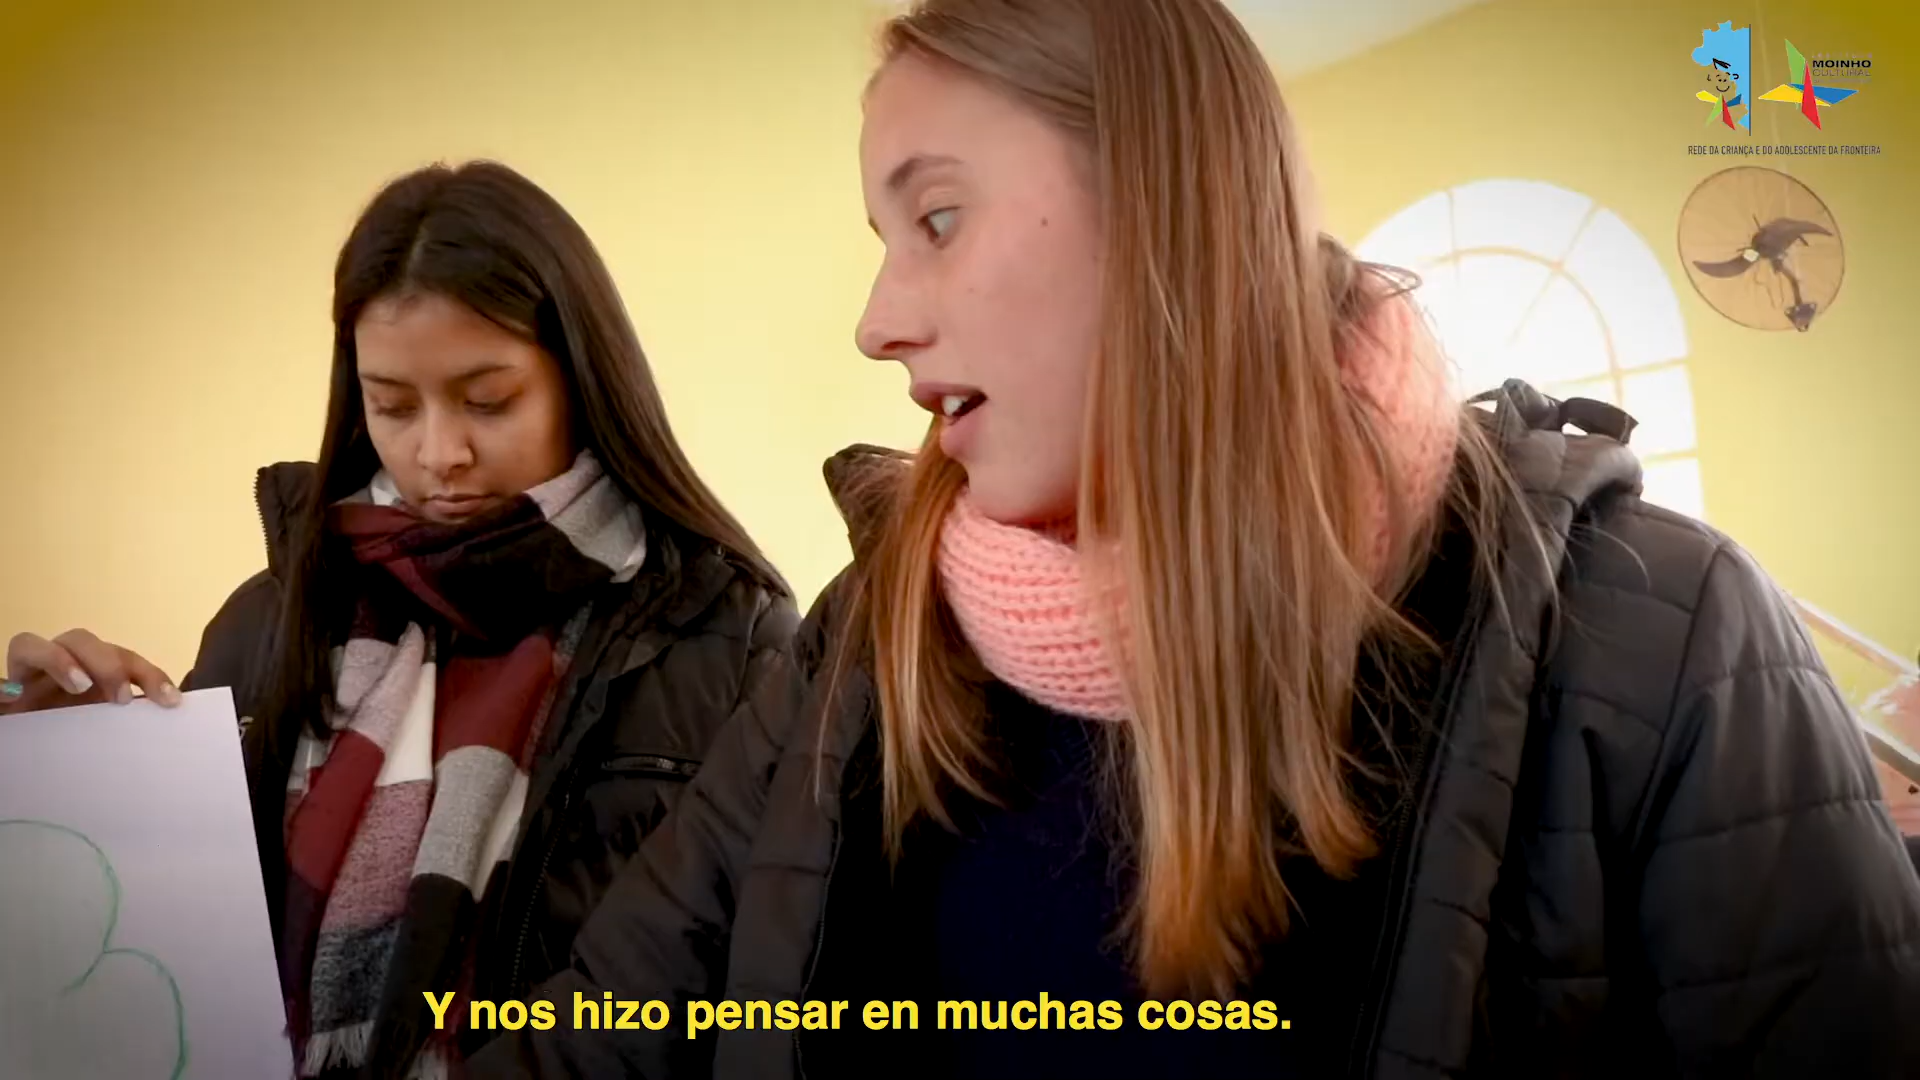 MOINHO
CULTURAL
REDE DA CRIANÇA E DO ADOLESCENTE DA FRONTEIRA
Y nos hizo pensar en muchas cosas.